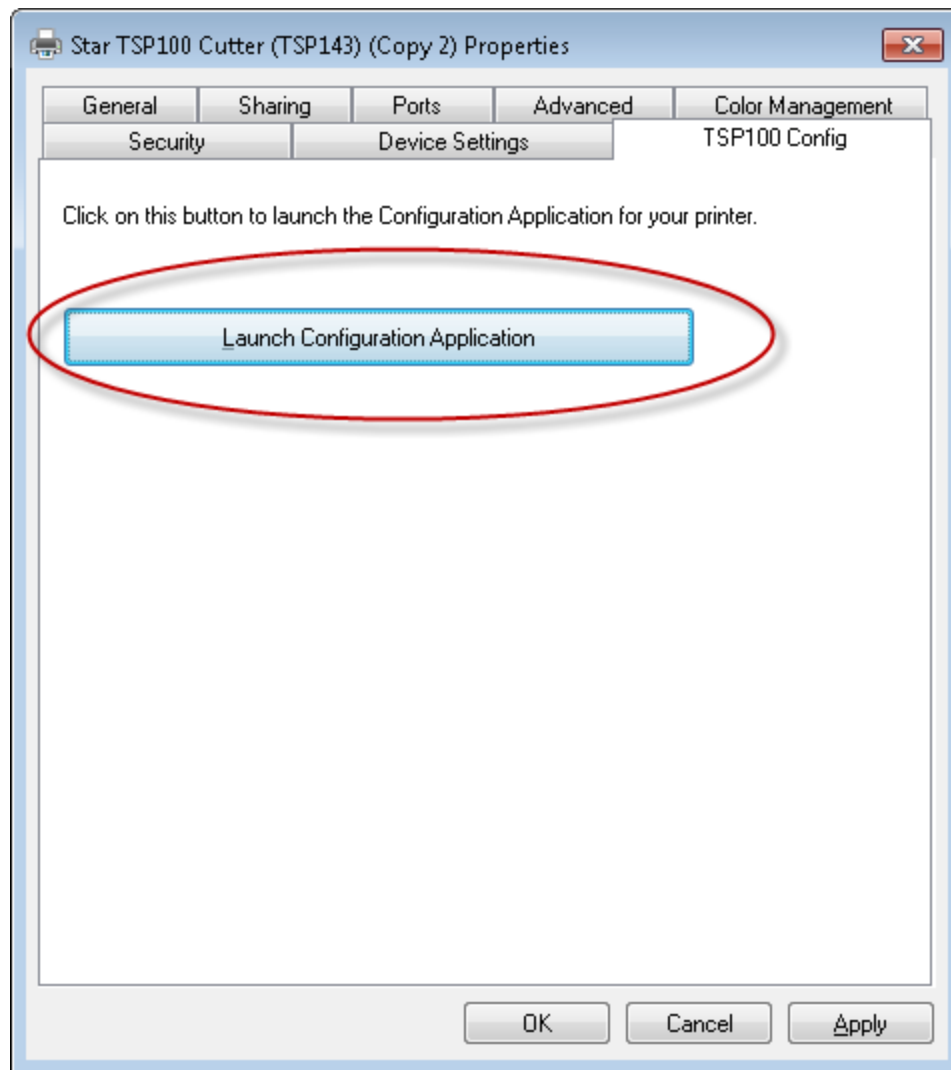 Star TSP100 Cutter (TSP143) (Copy 2) Properties
General Sharing Ports Advanced Color Management
Security Device Settings TSP100 Config
Click on this button to launch the Configuration Application for your printer.
Launch Configuration Application
OK Cancel Apply